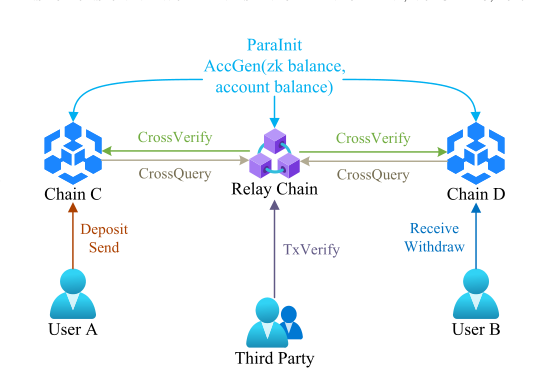 ParaInit
AccGen(zk balance,
account balance)
CrossVerify
CrossVerify
CrossQuery
CrossQuery
Chain C
Relay Chain
Chain D
Deposit
Send
TxVerify
Receive
Withdraw
User A
Third Party
User B